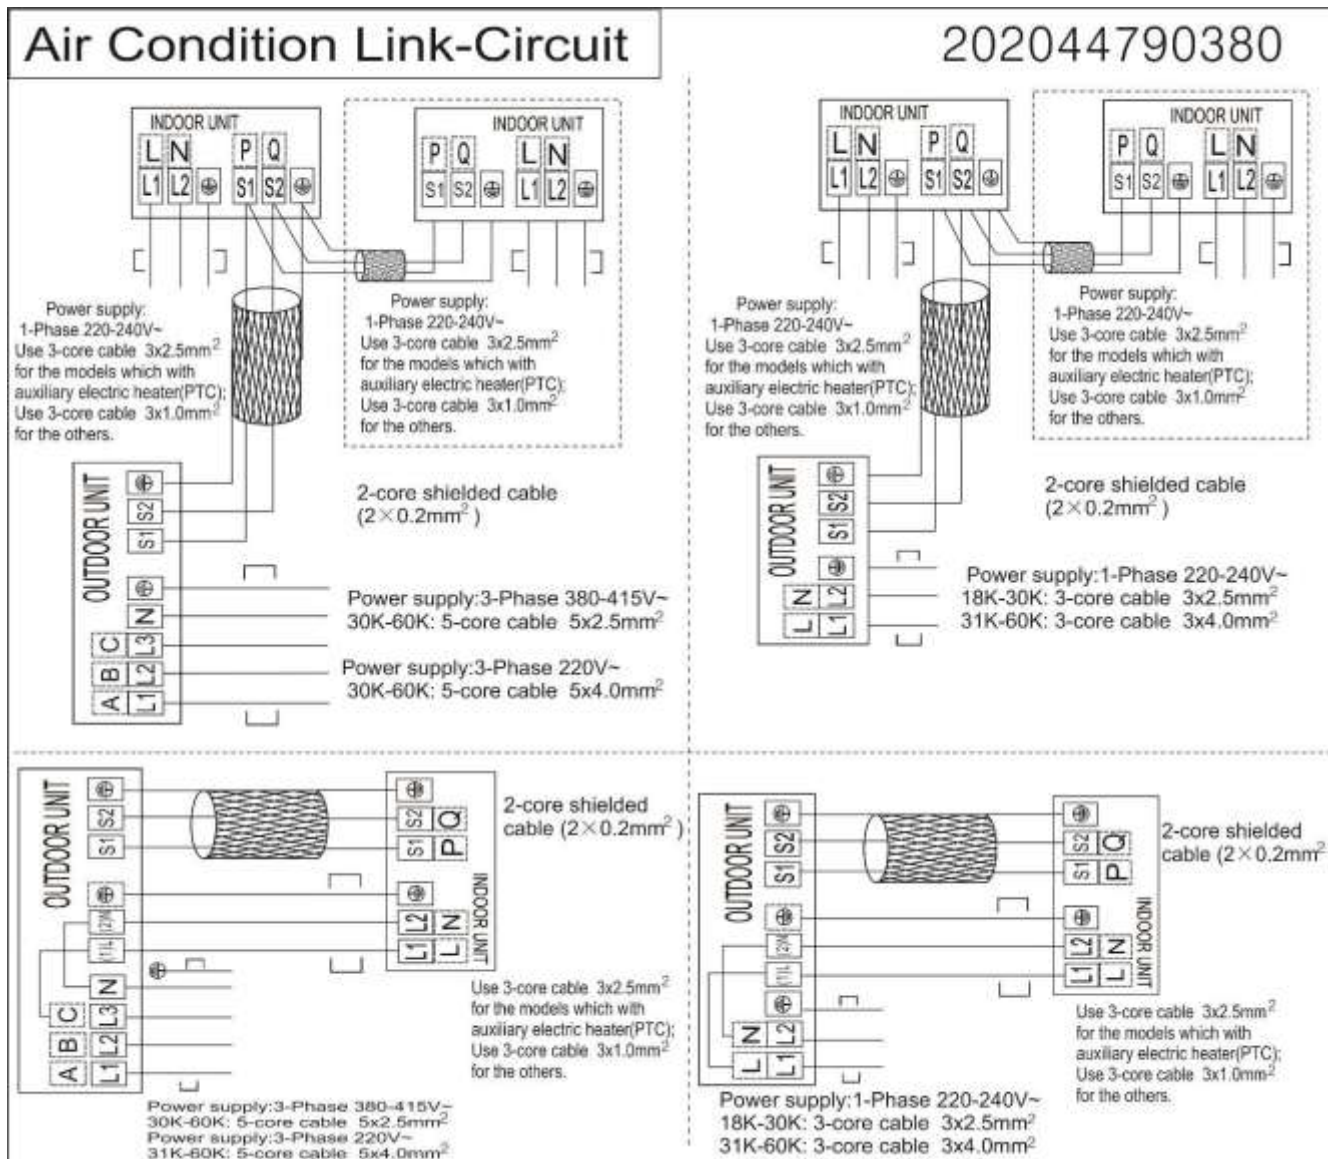 Air Condition Link-Circuit
202044790380
INDOOR UNIT
L N P Q
L1 L2 S1 S2
INDOOR UNIT
P Q L N
S1 S2 L1 L2
Power supply:
1-Phase 220-240V~
Use 3-core cable 3x2.5mm²
for the models which with
auxiliary electric heater(PTC);
Use 3-core cable 3x1.0mm²
for the others.
Power supply:
1-Phase 220-240V~
Use 3-core cable 3x2.5mm²
for the models which with
auxiliary electric heater(PTC);
Use 3-core cable 3x1.0mm²
for the others.
OUTDOOR UNIT
S2
S1
N
C L3
B L2
A L1
2-core shielded cable
(2×0.2mm² )
Power supply:3-Phase 380-415V~
30K-60K: 5-core cable 5x2.5mm²
Power supply:3-Phase 220V~
30K-60K: 5-core cable 5x4.0mm²
INDOOR UNIT
L N P Q
L1 L2 S1 S2
INDOOR UNIT
P Q L N
S1 S2 L1 L2
Power supply:
1-Phase 220-240V~
Use 3-core cable 3x2.5mm²
for the models which with
auxiliary electric heater(PTC);
Use 3-core cable 3x1.0mm²
for the others.
Power supply:
1-Phase 220-240V~
Use 3-core cable 3x2.5mm²
for the models which with
auxiliary electric heater(PTC);
Use 3-core cable 3x1.0mm²
for the others.
OUTDOOR UNIT
S2
S1
N L2
L L1
2-core shielded cable
(2×0.2mm² )
Power supply:1-Phase 220-240V~
18K-30K: 3-core cable 3x2.5mm²
31K-60K: 3-core cable 3x4.0mm²
OUTDOOR UNIT
S2
S1
(2)N
(1)L
N
C L3
B L2
A L1
S2 Q
S1 P
INDOOR UNIT
L2 N
L1 L
2-core shielded
cable (2×0.2mm² )
Use 3-core cable 3x2.5mm²
for the models which with
auxiliary electric heater(PTC);
Use 3-core cable 3x1.0mm²
for the others.
Power supply:3-Phase 380-415V~
30K-60K: 5-core cable 5x2.5mm²
Power supply:3-Phase 220V~
31K-60K: 5-core cable 5x4.0mm²
OUTDOOR UNIT
S2
S1
(2)N
(1)L
N L2
L L1
S2 Q
S1 P
INDOOR UNIT
L2 N
L1 L
2-core shielded
cable (2×0.2mm²
Use 3-core cable 3x2.5mm²
for the models which with
auxiliary electric heater(PTC);
Use 3-core cable 3x1.0mm²
for the others.
Power supply:1-Phase 220-240V~
18K-30K: 3-core cable 3x2.5mm²
31K-60K: 3-core cable 3x4.0mm²